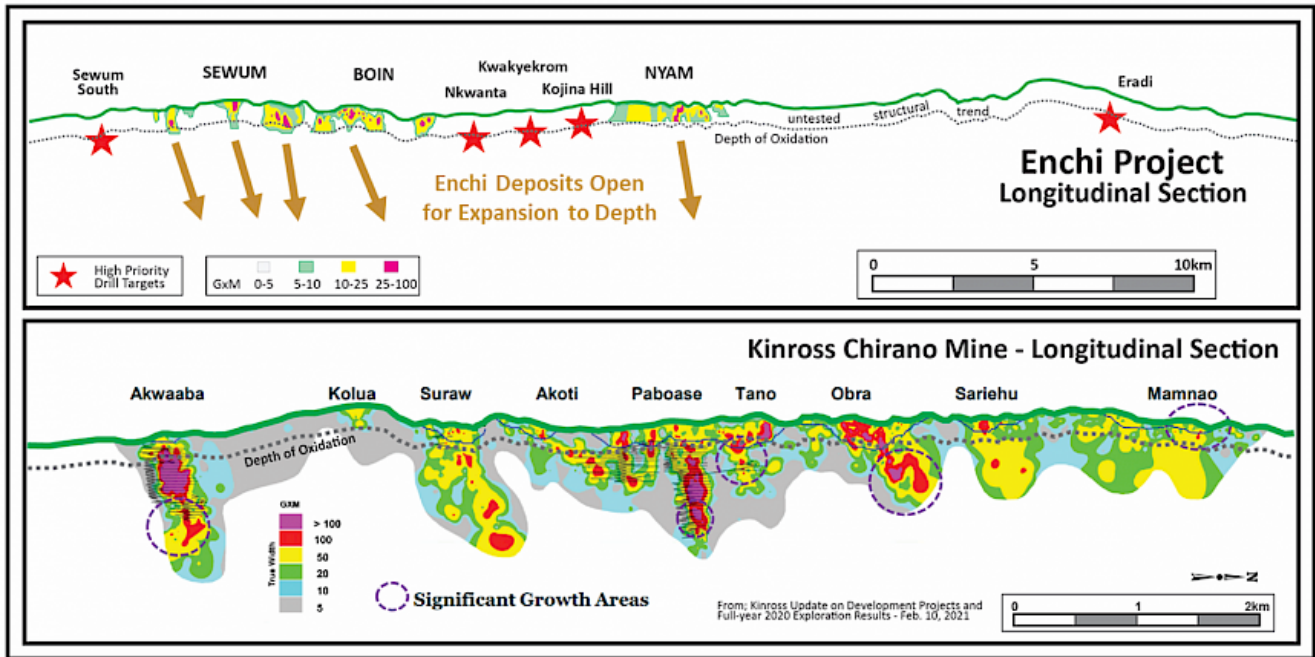 Sewum
South
SEWUM
BOIN
Kwakyekrom
Nkwanta
Kojina Hill
NYAM
Eradi
untested
structural
trend
Depth of Oxidation
Enchi Project
Longitudinal Section
Enchi Deposits Open
for Expansion to Depth
High Priority
Drill Targets
GxM 0-5 5-10 10-25 25-100
0 5 10km
Kinross Chirano Mine - Longitudinal Section
Akwaaba
Kolua
Suraw
Akoti
Paboase
Tano
Obra
Sariehu
Mamnao
Depth of Oxidation
GXM
True Width
> 100
100
50
20
10
5
Significant Growth Areas
From; Kinross Update on Development Projects and
Full-year 2020 Exploration Results - Feb. 10, 2021
N
0 1 2km